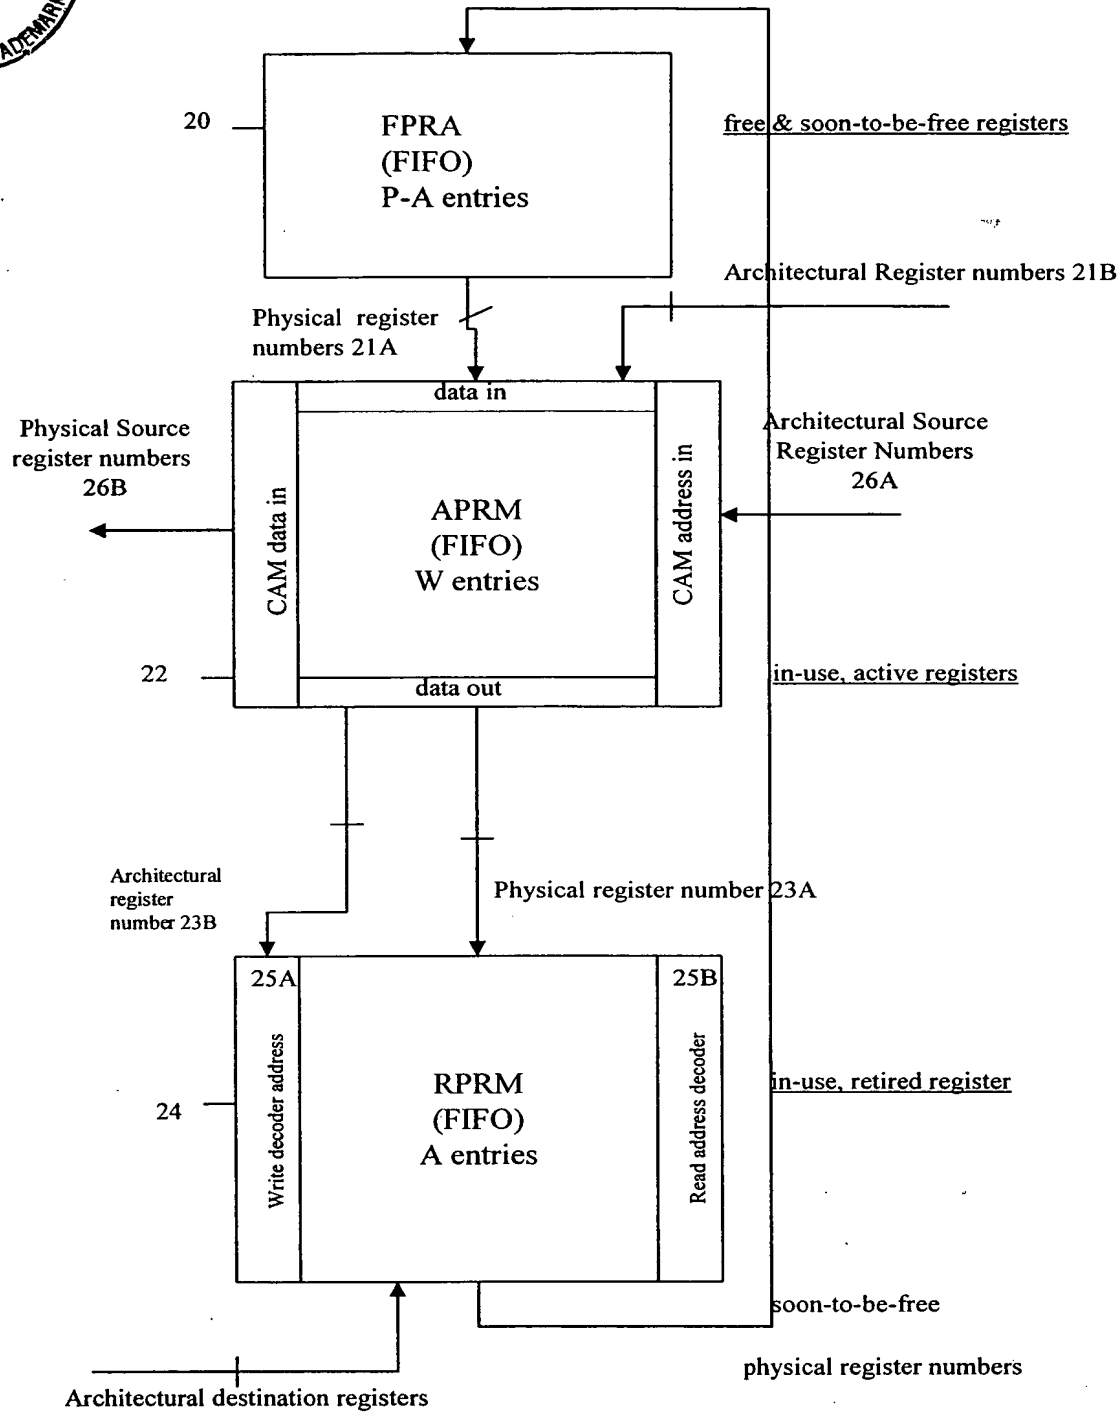 20
FPRA
(FIFO)
P-A entries
free & soon-to-be-free registers
Architectural Register numbers 21B
Physical register
numbers 21A
data in
Physical Source
register numbers
26B
CAM data in
APRM
(FIFO)
W entries
CAM address in
Architectural Source
Register Numbers
26A
22
data out
in-use, active registers
Architectural
register
number 23B
Physical register number 23A
25A
Write decoder address
RPRM
(FIFO)
A entries
25B
Read address decoder
24
in-use, retired register
soon-to-be-free
physical register numbers
Architectural destination registers